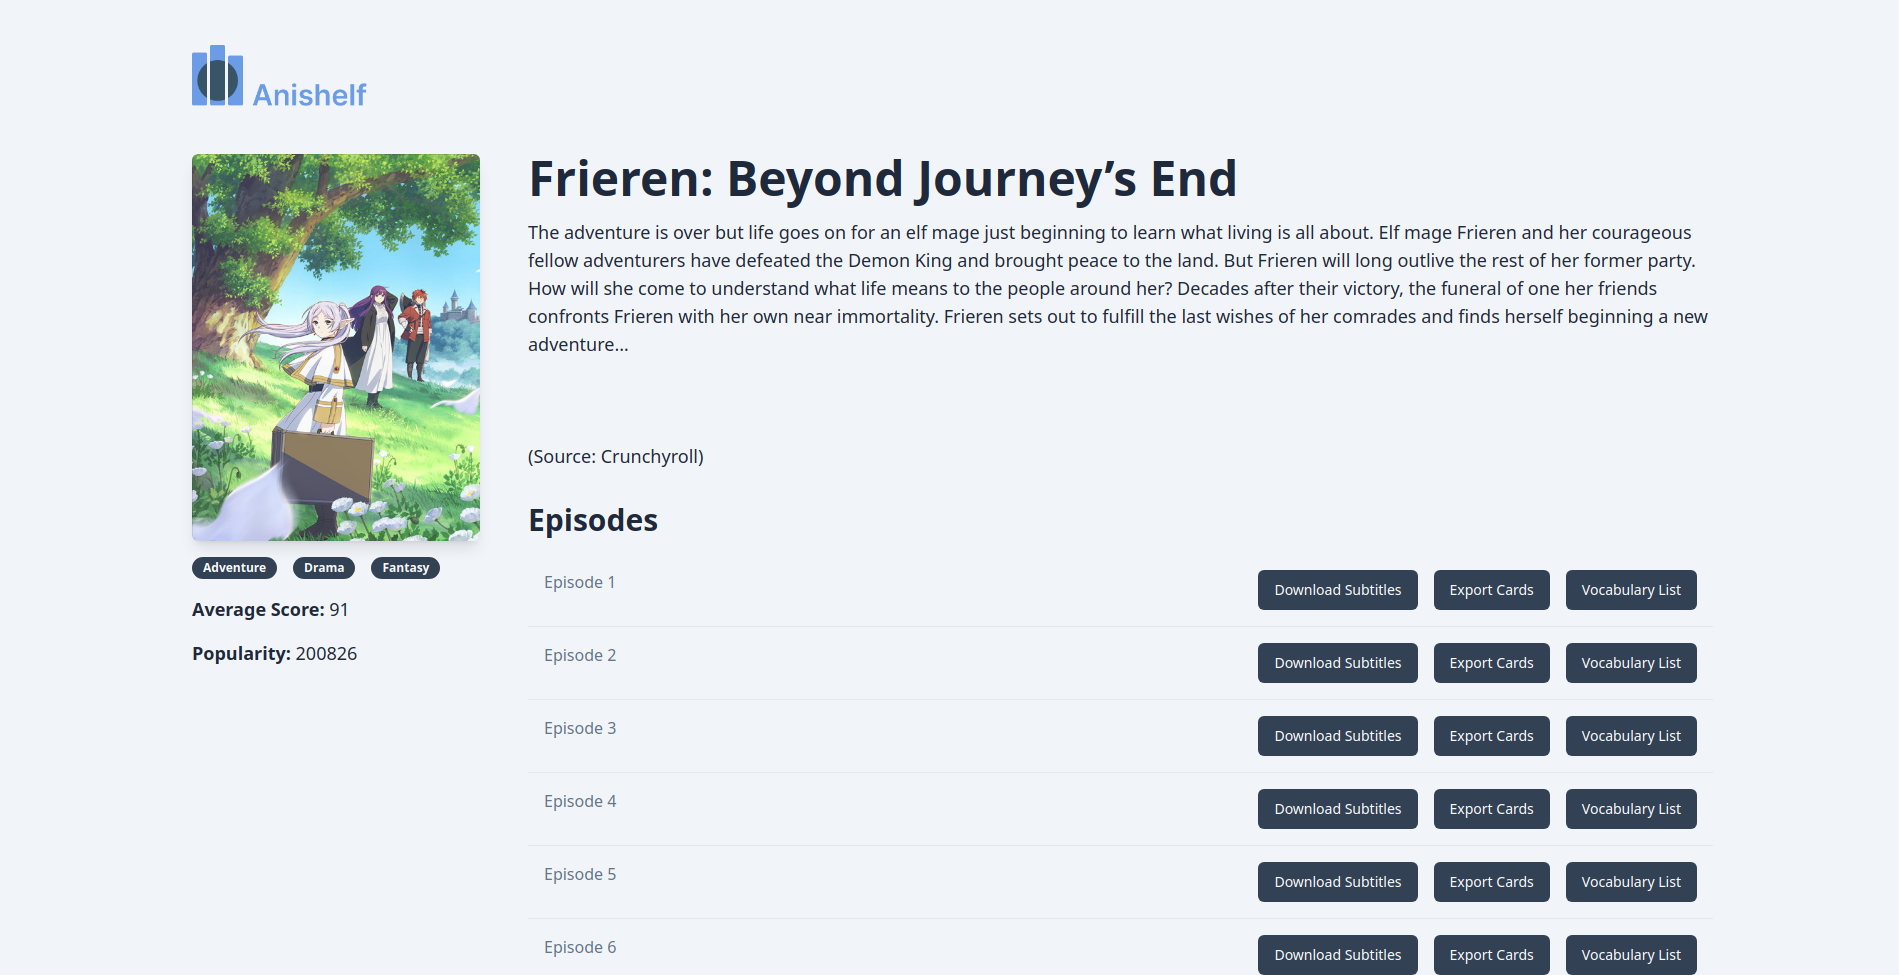 Anishelf
Frieren: Beyond Journey’s End
The adventure is over but life goes on for an elf mage just beginning to learn what living is all about. Elf mage Frieren and her courageous
fellow adventurers have defeated the Demon King and brought peace to the land. But Frieren will long outlive the rest of her former party.
How will she come to understand what life means to the people around her? Decades after their victory, the funeral of one her friends
confronts Frieren with her own near immortality. Frieren sets out to fulfill the last wishes of her comrades and finds herself beginning a new
adventure…
(Source: Crunchyroll)
Adventure Drama Fantasy
Average Score: 91
Popularity: 200826
Episodes
Episode 1 Download Subtitles Export Cards Vocabulary List
Episode 2 Download Subtitles Export Cards Vocabulary List
Episode 3 Download Subtitles Export Cards Vocabulary List
Episode 4 Download Subtitles Export Cards Vocabulary List
Episode 5 Download Subtitles Export Cards Vocabulary List
Episode 6 Download Subtitles Export Cards Vocabulary List